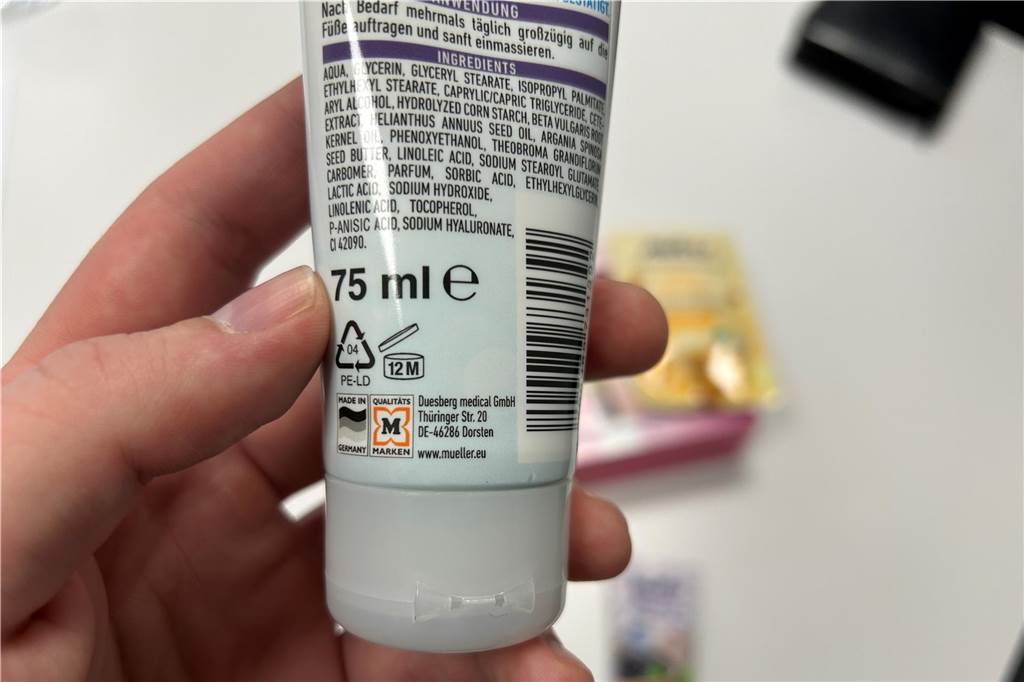 BESTÄTIGT.
ANWENDUNG
Nach Bedarf mehrmals täglich großzügig auf die
Füße auftragen und sanft einmassieren.
INGREDIENTS
AQUA, GLYCERIN, GLYCERYL STEARATE, ISOPROPYL PALMITATE,
ETHYLHEXYL STEARATE, CAPRYLIC/CAPRIC TRIGLYCERIDE, CETE-
ARYL ALCOHOL, HYDROLYZED CORN STARCH, BETA VULGARIS ROOT
EXTRACT, HELIANTHUS ANNUUS SEED OIL, ARGANIA SPINOSA
KERNEL OIL, PHENOXYETHANOL, THEOBROMA GRANDIFLORUM
SEED BUTTER, LINOLEIC ACID, SODIUM STEAROYL GLUTAMATE,
CARBOMER, PARFUM, SORBIC ACID, ETHYLHEXYLGLYCERIN,
LACTIC ACID, SODIUM HYDROXIDE,
LINOLENIC ACID, TOCOPHEROL,
P-ANISIC ACID, SODIUM HYALURONATE,
CI 42090.
75 ml e
04
PE-LD
12 M
MADE IN
GERMANY
QUALITÄTS
M
MARKEN
Duesberg medical GmbH
Thüringer Str. 20
DE-46286 Dorsten
www.mueller.eu